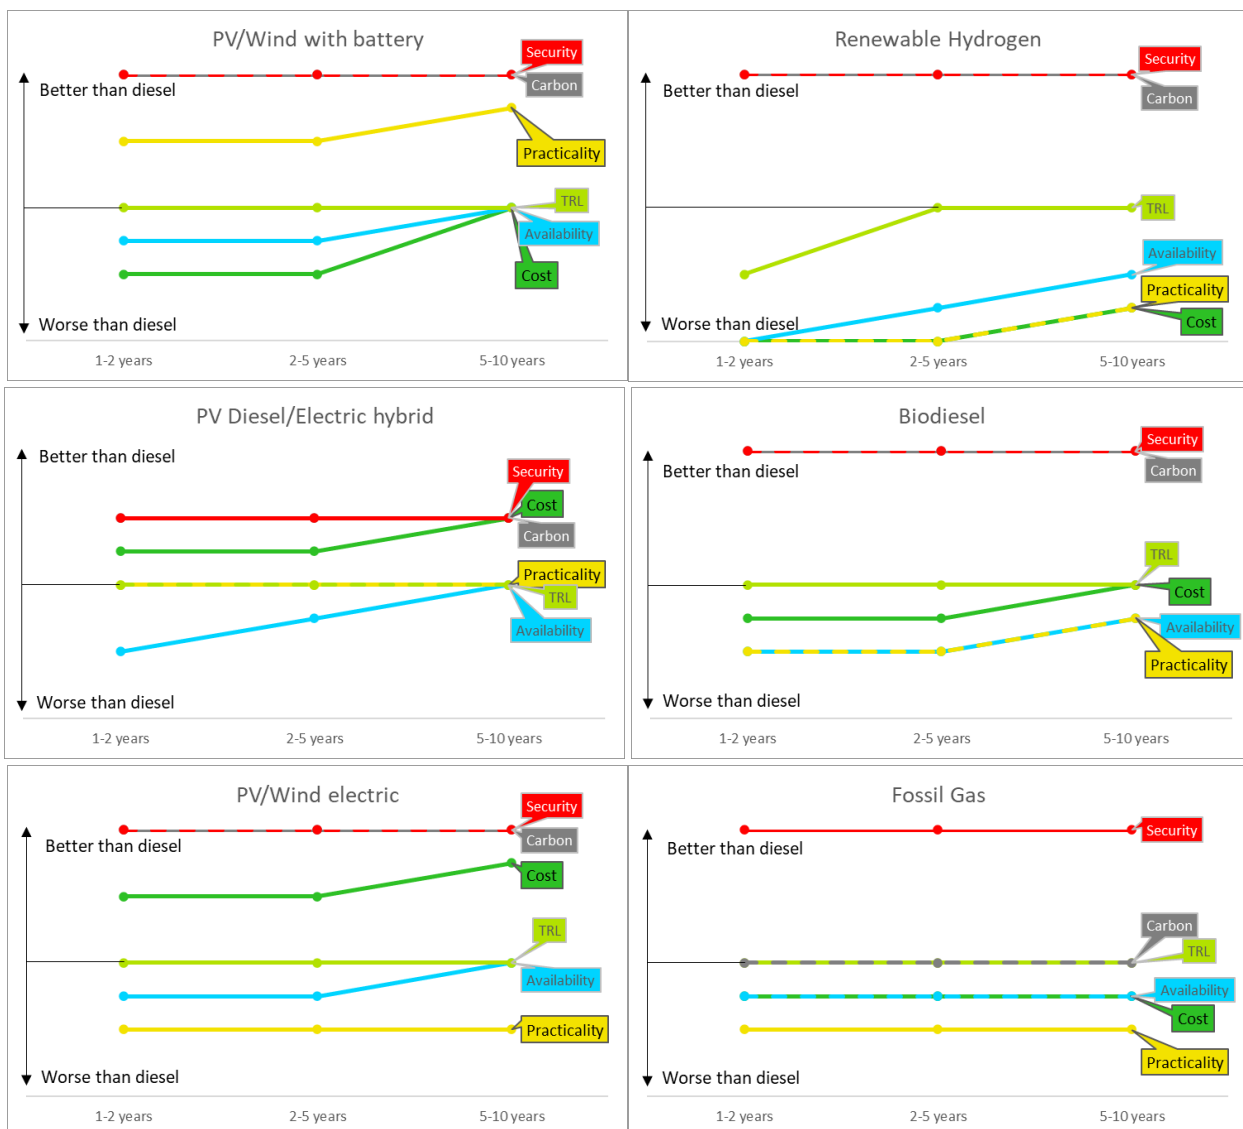 PV/Wind with battery
Security
Better than diesel
Carbon
Practicality
TRL
Availability
Cost
Worse than diesel
1-2 years
2-5 years
5-10 years
Renewable Hydrogen
Security
Better than diesel
Carbon
TRL
Availability
Practicality
Worse than diesel
Cost
1-2 years
2-5 years
5-10 years
PV Diesel/Electric hybrid
Better than diesel
Security
Cost
Carbon
Practicality
TRL
Availability
Worse than diesel
1-2 years
2-5 years
5-10 years
Biodiesel
Security
Better than diesel
Carbon
TRL
Cost
Availability
Practicality
Worse than diesel
1-2 years
2-5 years
5-10 years
PV/Wind electric
Security
Better than diesel
Carbon
Cost
TRL
Availability
Practicality
Worse than diesel
1-2 years
2-5 years
5-10 years
Fossil Gas
Security
Better than diesel
Carbon
TRL
Availability
Cost
Practicality
Worse than diesel
1-2 years
2-5 years
5-10 years